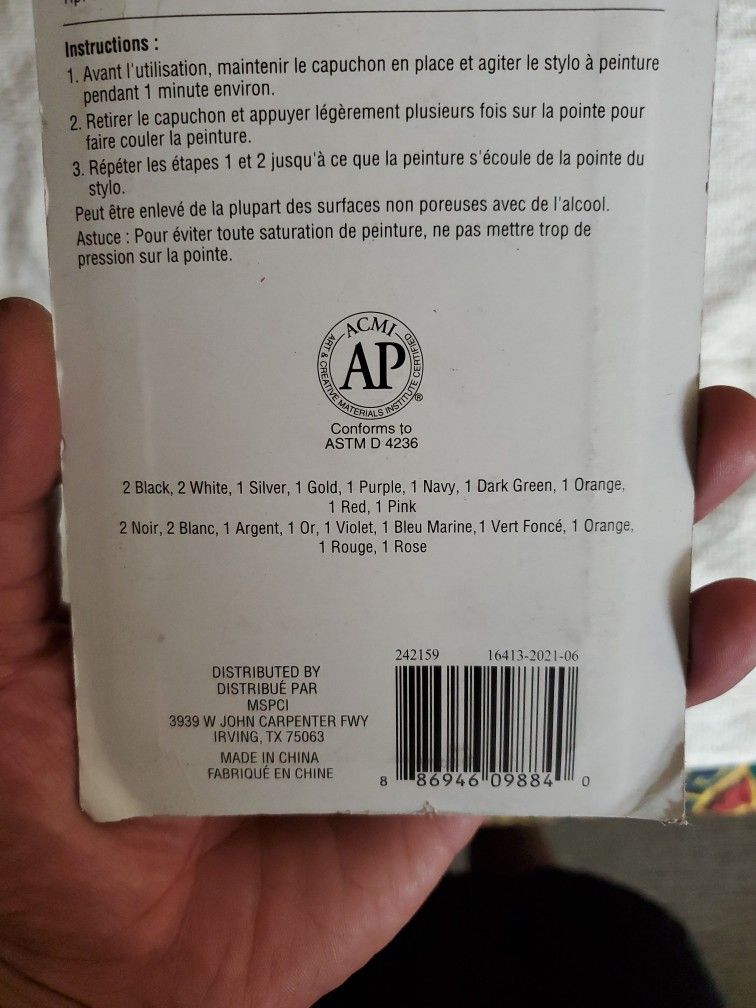 Instructions :
1. Avant l'utilisation, maintenir le capuchon en place et agiter le stylo à peinture
pendant 1 minute environ.
2. Retirer le capuchon et appuyer légèrement plusieurs fois sur la pointe pour
faire couler la peinture.
3. Répéter les étapes 1 et 2 jusqu'à ce que la peinture s'écoule de la pointe du
stylo.
Peut être enlevé de la plupart des surfaces non poreuses avec de l'alcool.
Astuce : Pour éviter toute saturation de peinture, ne pas mettre trop de
pression sur la pointe.
ACMI
ART & CREATIVE MATERIALS INSTITUTE CERTIFIED
AP®
Conforms to
ASTM D 4236
2 Black, 2 White, 1 Silver, 1 Gold, 1 Purple, 1 Navy, 1 Dark Green, 1 Orange,
1 Red, 1 Pink
2 Noir, 2 Blanc, 1 Argent, 1 Or, 1 Violet, 1 Bleu Marine, 1 Vert Foncé, 1 Orange,
1 Rouge, 1 Rose
DISTRIBUTED BY
DISTRIBUÉ PAR
MSPCI
3939 W JOHN CARPENTER FWY
IRVING, TX 75063
MADE IN CHINA
FABRIQUÉ EN CHINE
242159 16413-2021-06
8 86946 09884 0